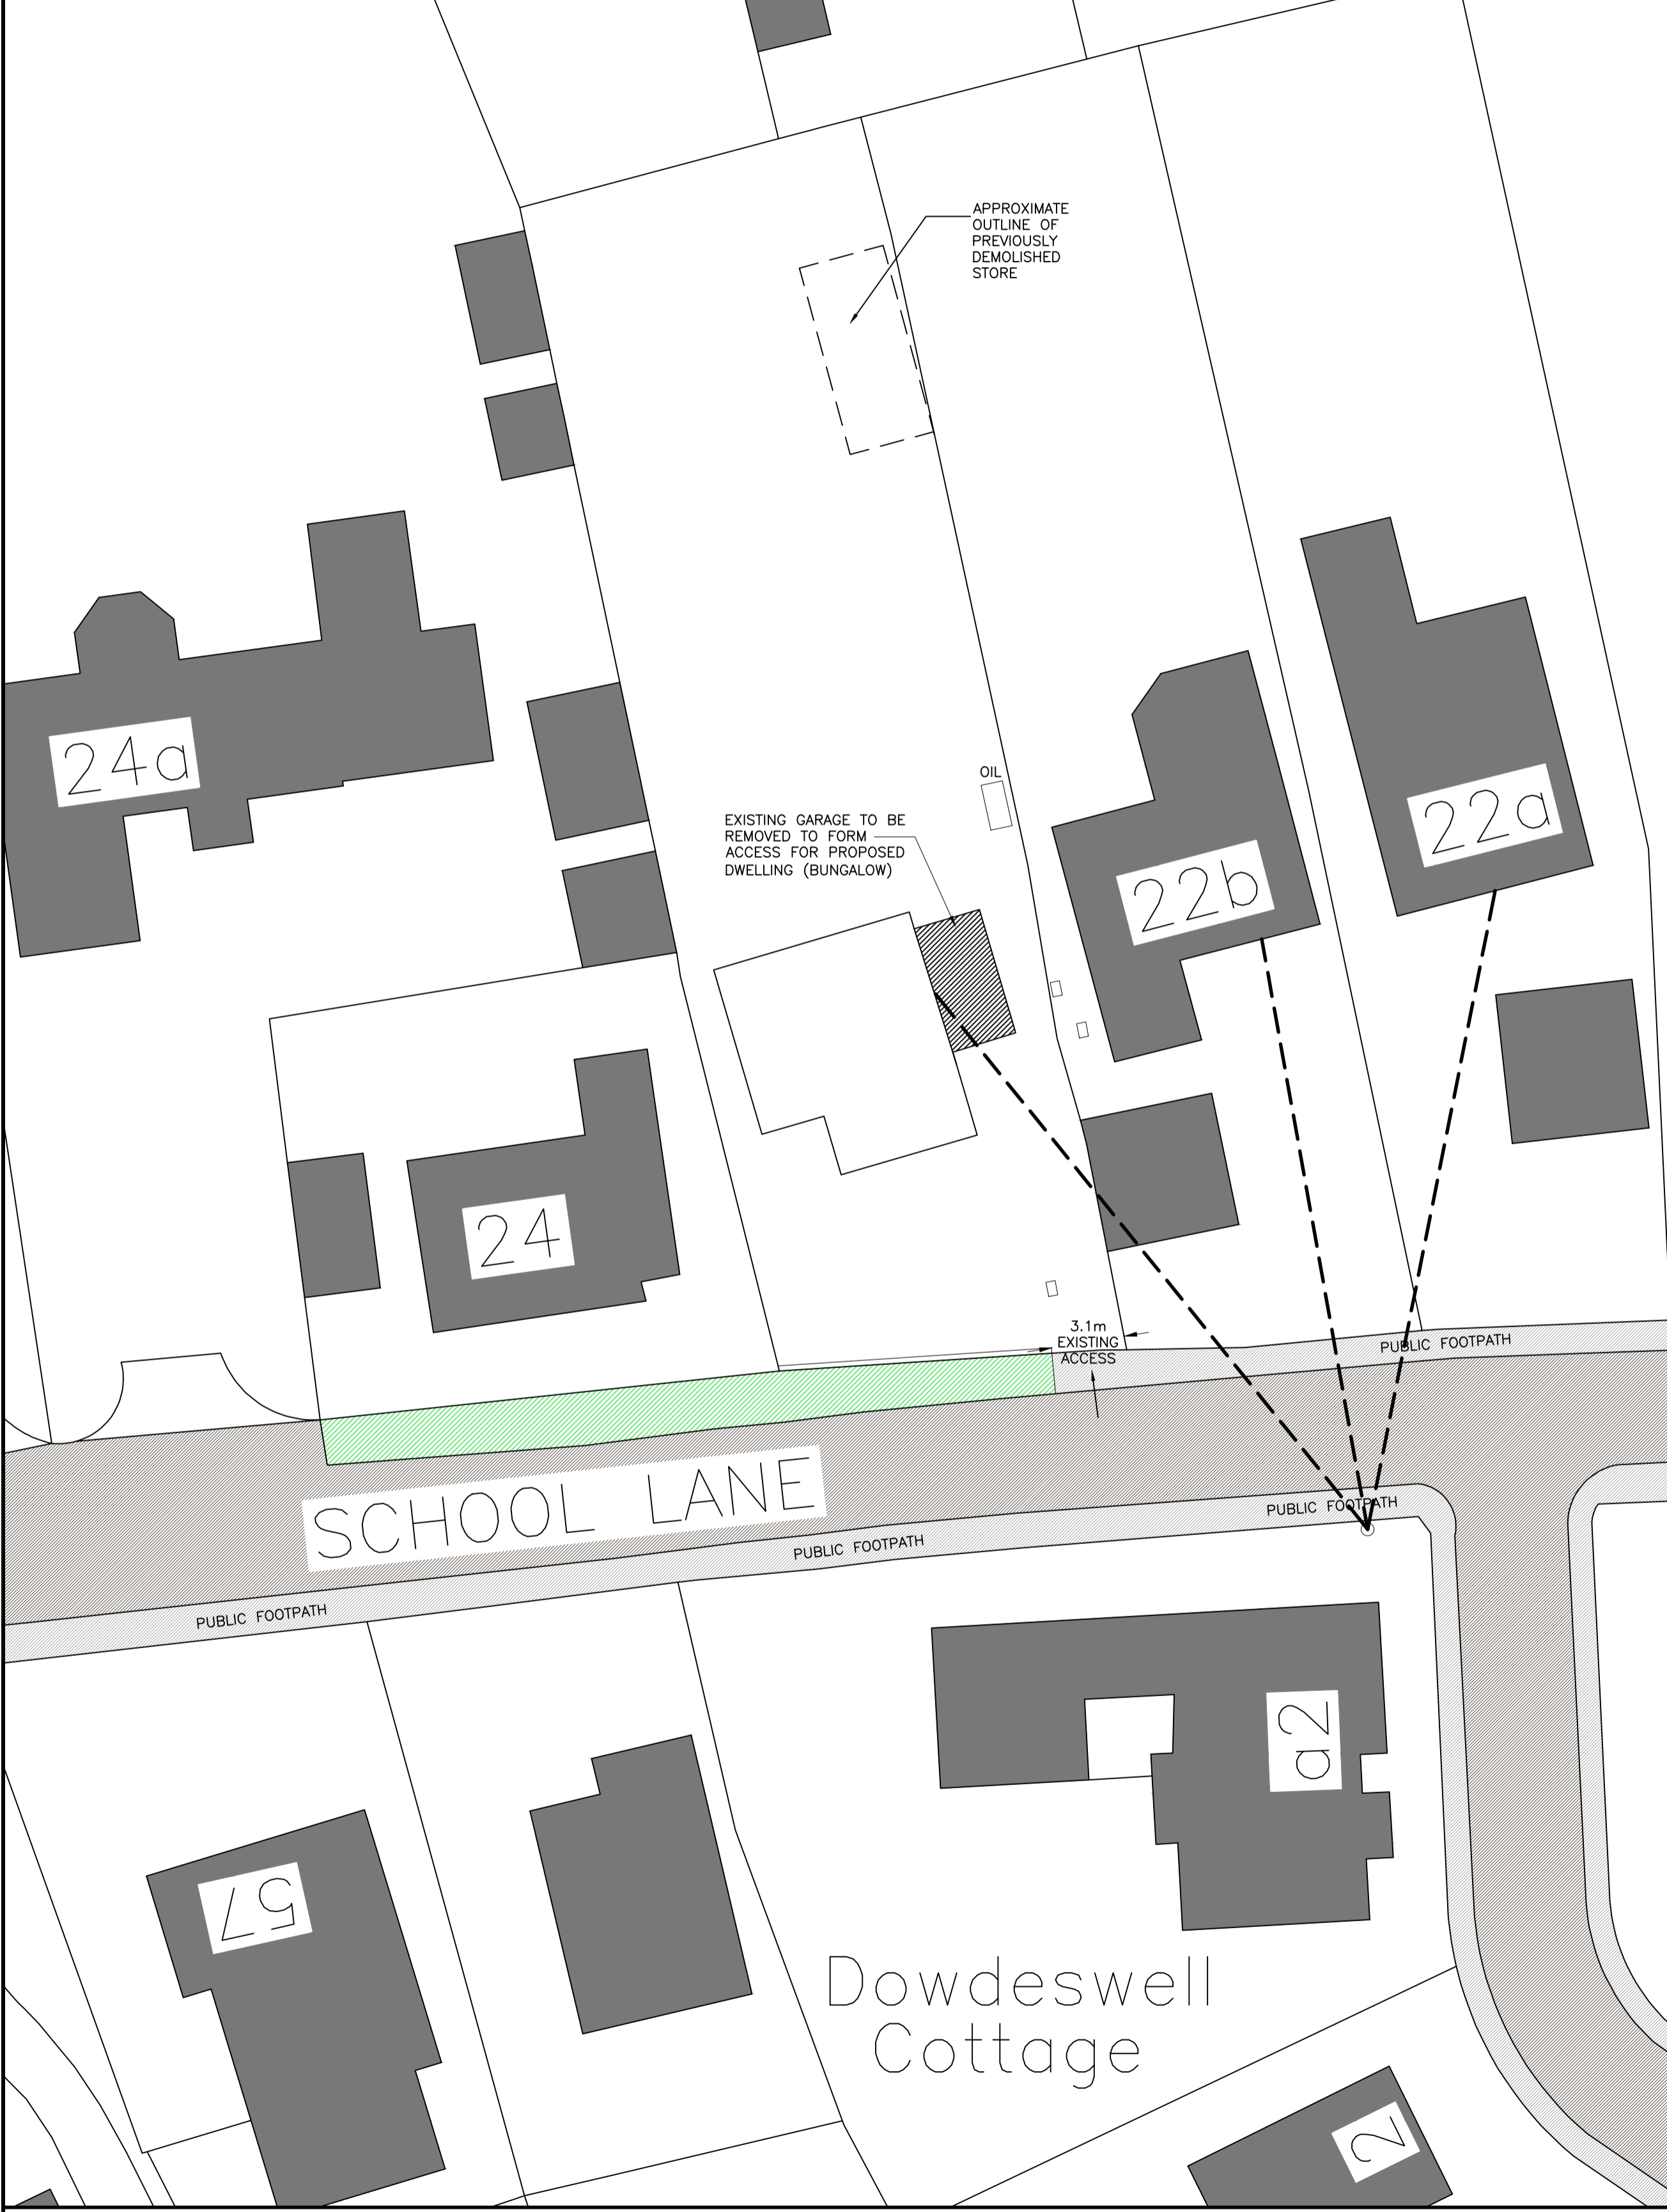 APPROXIMATE
OUTLINE OF
PREVIOUSLY
DEMOLISHED
STORE
24a
OIL
EXISTING GARAGE TO BE
REMOVED TO FORM
ACCESS FOR PROPOSED
DWELLING (BUNGALOW)
22a
22b
24
3.1m
EXISTING
ACCESS
PUBLIC FOOTPATH
SCHOOL LANE
PUBLIC FOOTPATH
PUBLIC FOOTPATH
PUBLIC FOOTPATH
a2
57
Dowdeswell
Cottage
2